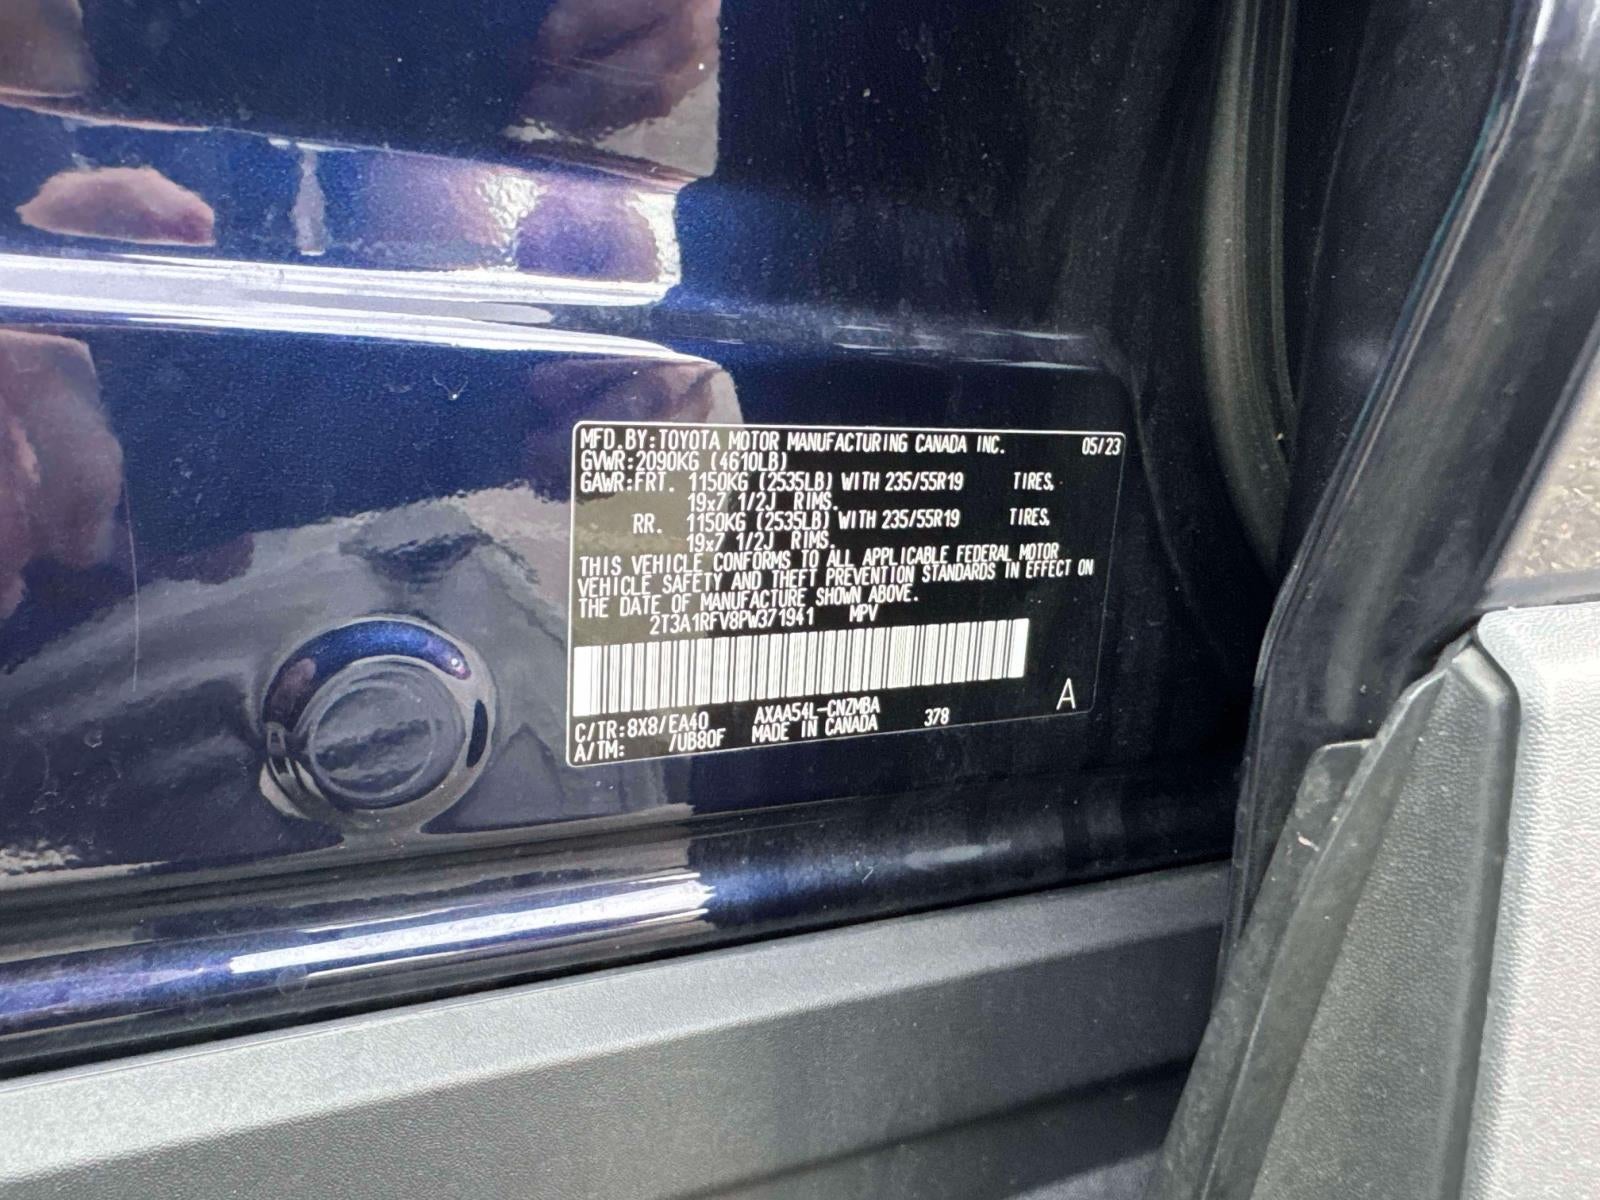 MFD.BY:TOYOTA MOTOR MANUFACTURING CANADA INC. 05/23
GVWR:2090KG (4610LB)
GAWR:FRT. 1150KG (2535LB) WITH 235/55R19 TIRES,
19x7 1/2J RIMS.
RR. 1150KG (2535LB) WITH 235/55R19 TIRES,
19x7 1/2J RIMS.
THIS VEHICLE CONFORMS TO ALL APPLICABLE FEDERAL MOTOR
VEHICLE SAFETY AND THEFT PREVENTION STANDARDS IN EFFECT ON
THE DATE OF MANUFACTURE SHOWN ABOVE.
2T3A1RFV8PW371941 MPV
A
C/TR:8X8/EA40 AXAA54L-CNZMBA 378
A/TM: /UB80F MADE IN CANADA